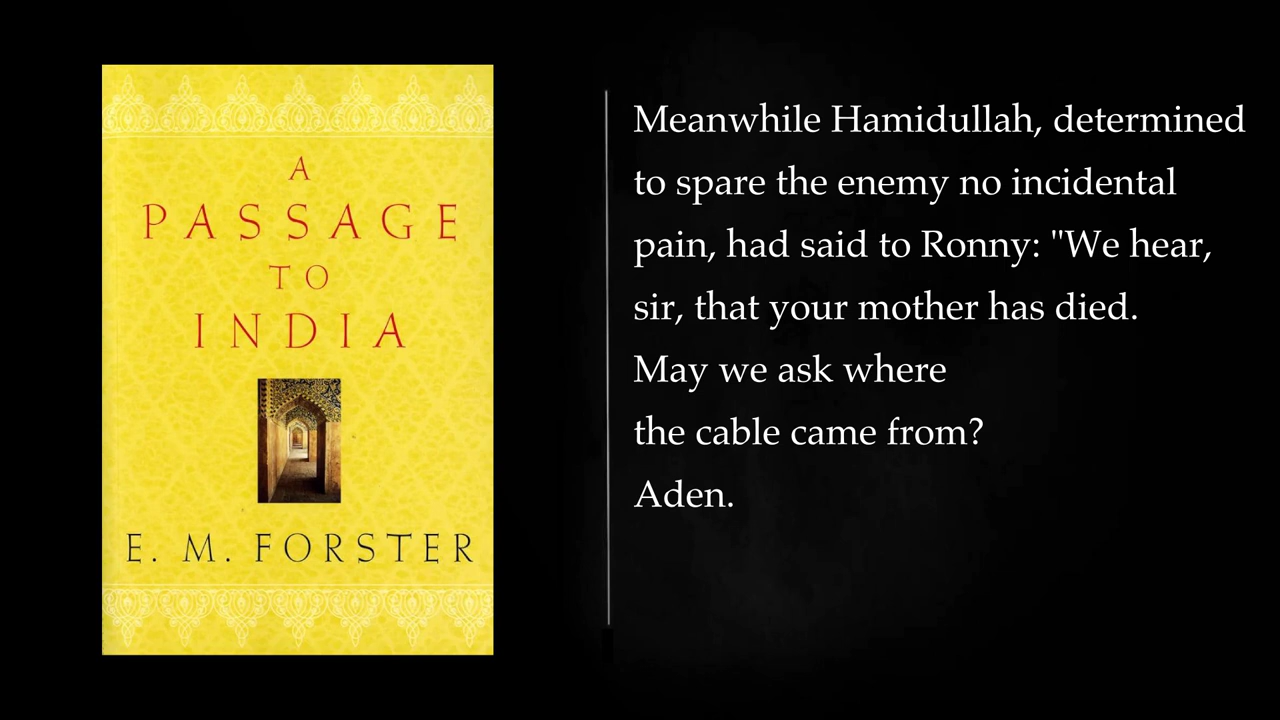 A
PASSAGE
TO
INDIA
E. M. FORSTER
Meanwhile Hamidullah, determined
to spare the enemy no incidental
pain, had said to Ronny: "We hear,
sir, that your mother has died.
May we ask where
the cable came from?
Aden.